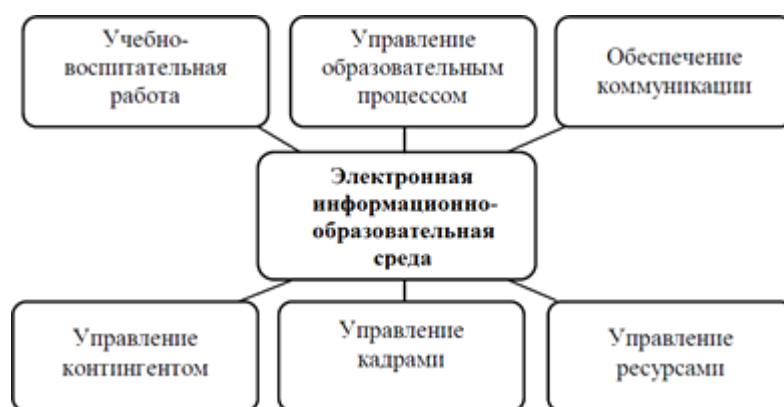 Учебно-
воспитательная
работа
Управление
образовательным
процессом
Обеспечение
коммуникации
Электронная
информационно-
образовательная
среда
Управление
контингентом
Управление
кадрами
Управление
ресурсами